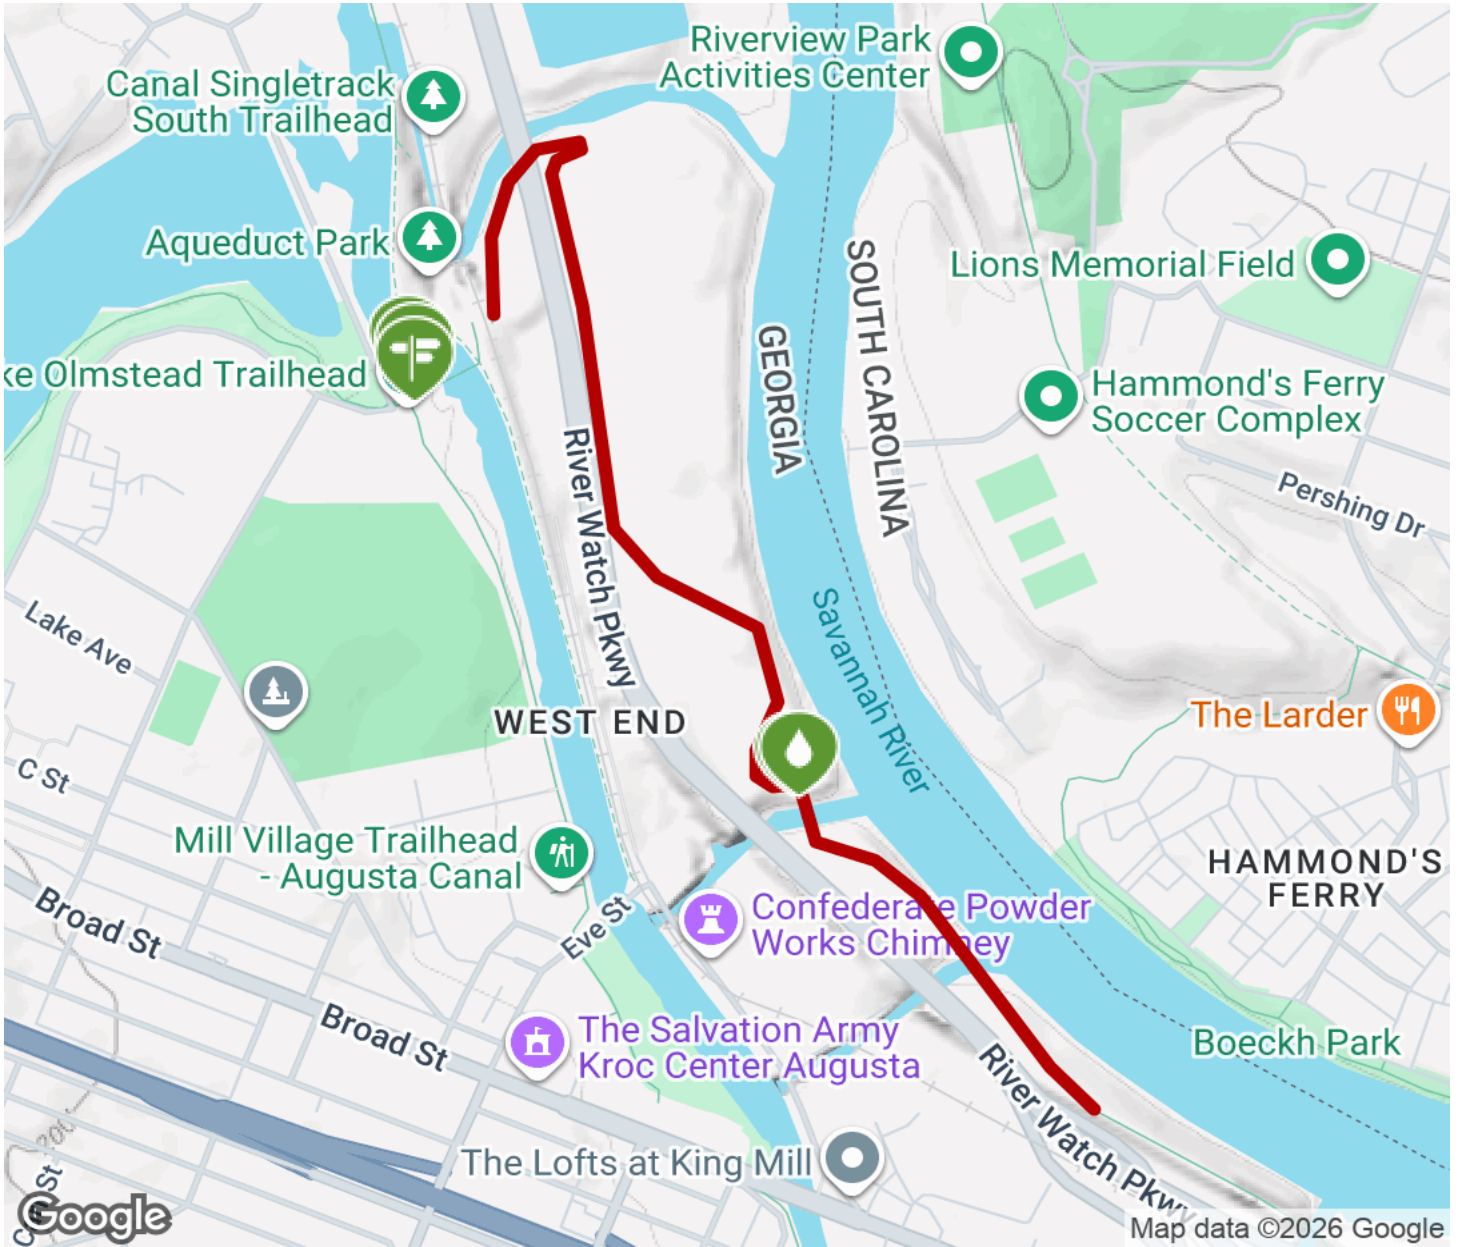 Riverview Park
Activities Center
Canal Singletrack
South Trailhead
Aqueduct Park
Lions Memorial Field
SOUTH CAROLINA
GEORGIA
ke Olmstead Trailhead
Hammond's Ferry
Soccer Complex
River Watch Pkwy
Pershing Dr
Lake Ave
Savannah River
WEST END
The Larder
C St
Mill Village Trailhead
- Augusta Canal
HAMMOND'S
FERRY
Broad St
Eve St
Confederate Powder
Works Chimney
Broad St
The Salvation Army
Kroc Center Augusta
Boeckh Park
River Watch Pkwy
The Lofts at King Mill
200
St
Google
Map data ©2026 Google